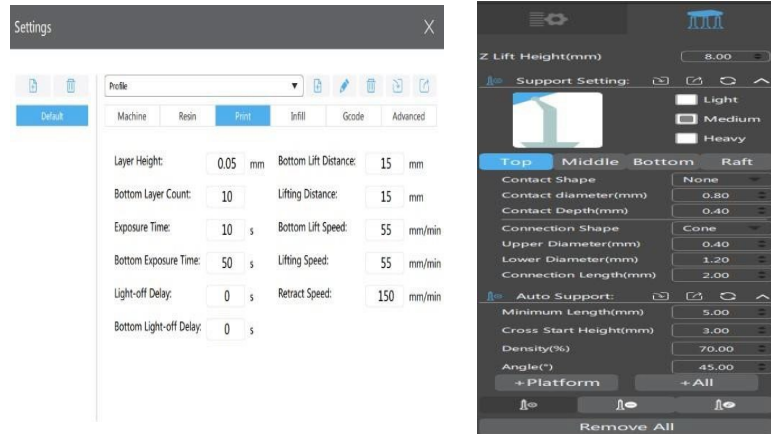 Settings X
Profile
Default
Machine Resin Print Infill Gcode Advanced
Layer Height: 0.05 mm Bottom Lift Distance: 15 mm
Bottom Layer Count: 10 Lifting Distance: 15 mm
Exposure Time: 10 s Bottom Lift Speed: 55 mm/min
Bottom Exposure Time: 50 s Lifting Speed: 55 mm/min
Light-off Delay: 0 s Retract Speed: 150 mm/min
Bottom Light-off Delay: 0 s
Z Lift Height(mm) 8.00
Support Setting:
Light
Medium
Heavy
Top Middle Bottom Raft
Contact Shape None
Contact diameter(mm) 0.80
Contact Depth(mm) 0.40
Connection Shape Cone
Upper Diameter(mm) 0.40
Lower Diameter(mm) 1.20
Connection Length(mm) 2.00
Auto Support:
Minimum Length(mm) 5.00
Cross Start Height(mm) 3.00
Density(%) 70.00
Angle(°) 45.00
+Platform +All
Remove All